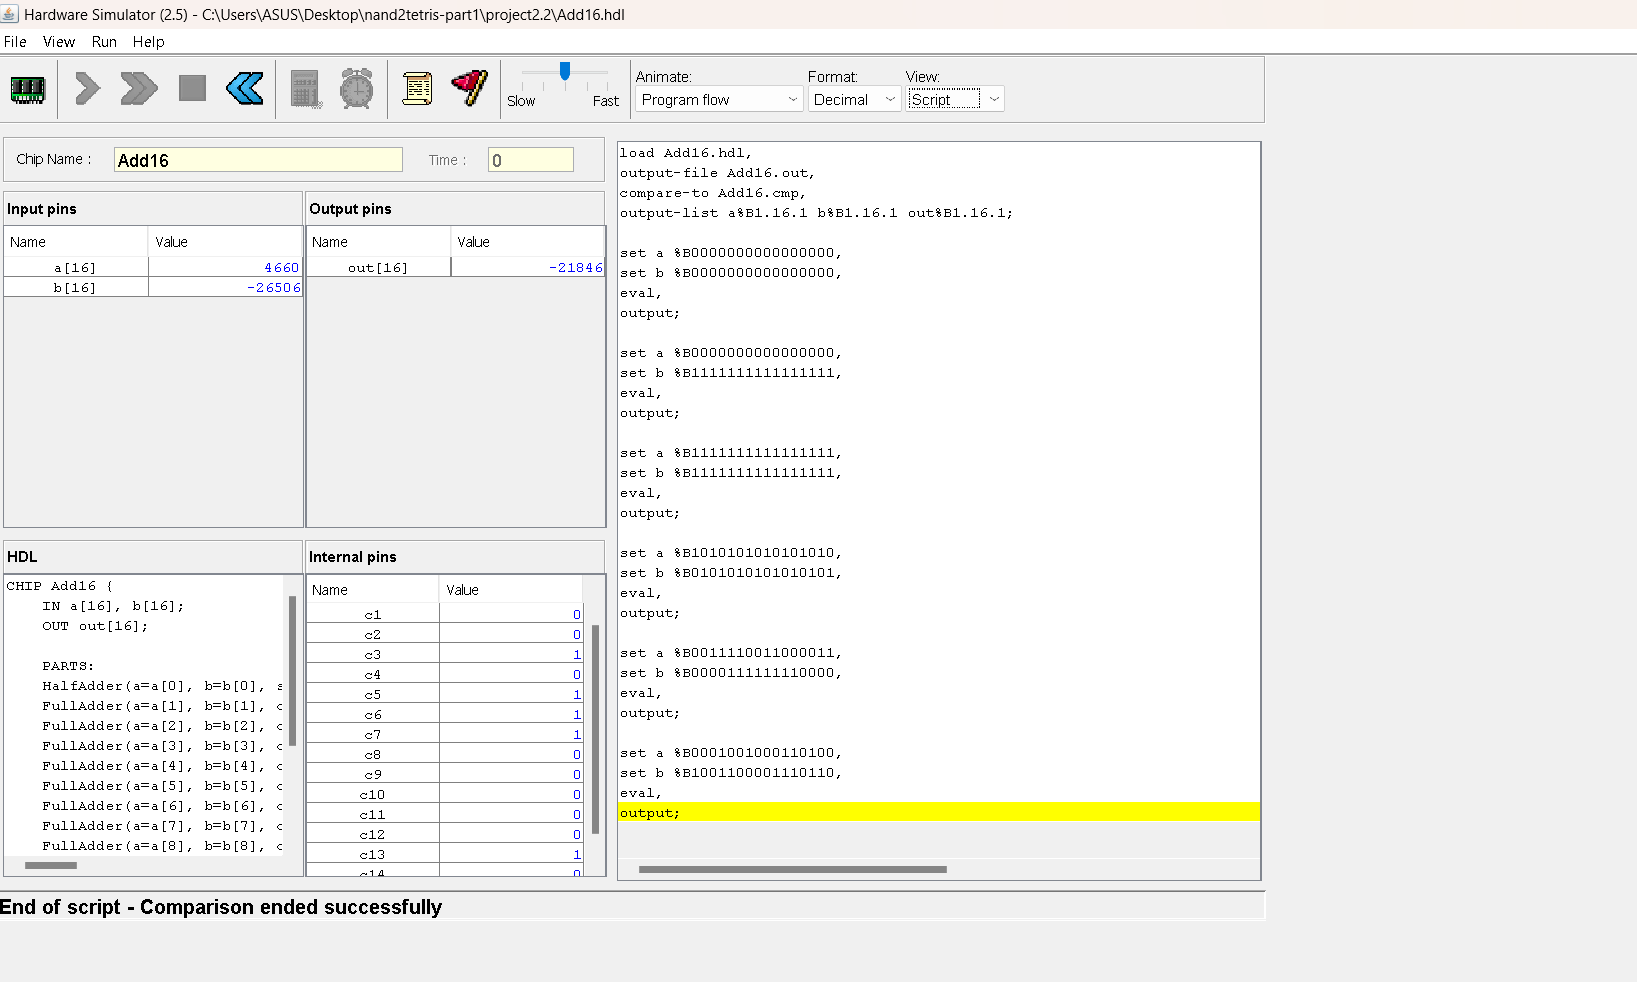 Hardware Simulator (2.5) - C:\Users\ASUS\Desktop\nand2tetris-part1\project2.2\Add16.hdl
File View Run Help
Slow Fast
Animate: Format: View:
Program flow Decimal Script
Chip Name : Add16 Time : 0
Input pins
Name Value
a[16] 4660
b[16] -26506
Output pins
Name Value
out[16] -21846
HDL
CHIP Add16 {
IN a[16], b[16];
OUT out[16];
PARTS:
HalfAdder(a=a[0], b=b[0], s
FullAdder(a=a[1], b=b[1], c
FullAdder(a=a[2], b=b[2], c
FullAdder(a=a[3], b=b[3], c
FullAdder(a=a[4], b=b[4], c
FullAdder(a=a[5], b=b[5], c
FullAdder(a=a[6], b=b[6], c
FullAdder(a=a[7], b=b[7], c
FullAdder(a=a[8], b=b[8], c
Internal pins
Name Value
c1 0
c2 0
c3 1
c4 0
c5 1
c6 1
c7 1
c8 0
c9 0
c10 0
c11 0
c12 0
c13 1
c14 0
load Add16.hdl,
output-file Add16.out,
compare-to Add16.cmp,
output-list a%B1.16.1 b%B1.16.1 out%B1.16.1;
set a %B0000000000000000,
set b %B0000000000000000,
eval,
output;
set a %B0000000000000000,
set b %B1111111111111111,
eval,
output;
set a %B1111111111111111,
set b %B1111111111111111,
eval,
output;
set a %B1010101010101010,
set b %B0101010101010101,
eval,
output;
set a %B0011110011000011,
set b %B0000111111110000,
eval,
output;
set a %B0001001000110100,
set b %B1001100001110110,
eval,
output;
End of script - Comparison ended successfully